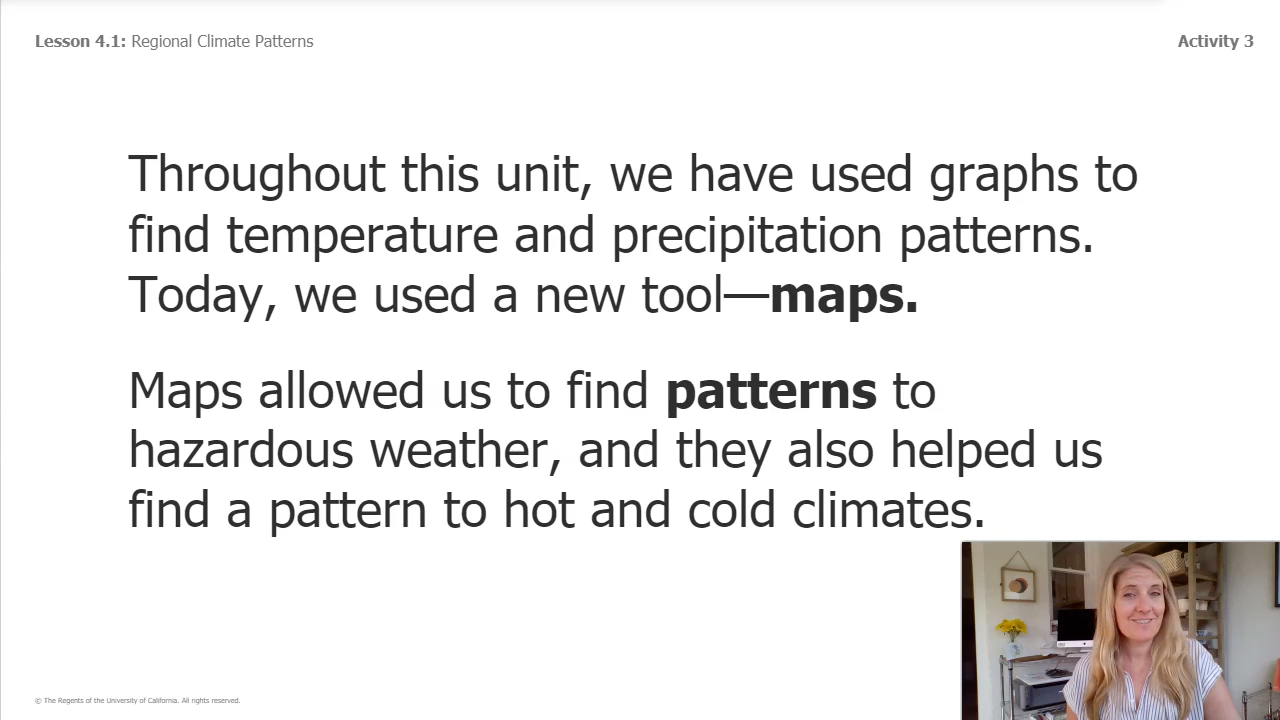 Lesson 4.1: Regional Climate Patterns
Activity 3
Throughout this unit, we have used graphs to
find temperature and precipitation patterns.
Today, we used a new tool—maps.
Maps allowed us to find patterns to
hazardous weather, and they also helped us
find a pattern to hot and cold climates.
© The Regents of the University of California. All rights reserved.